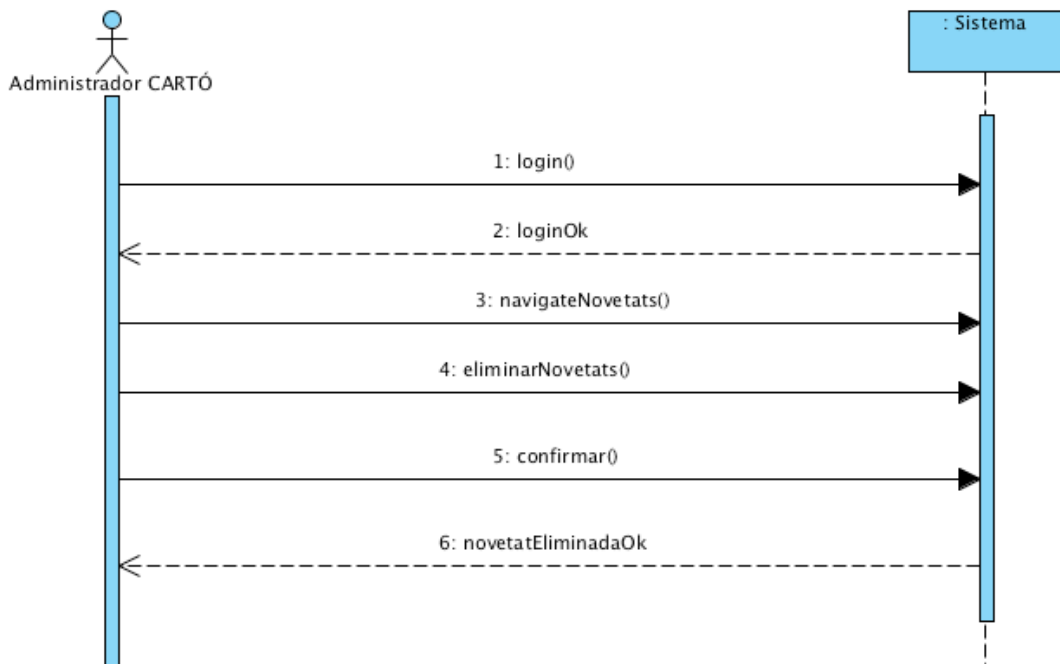 : Sistema
Administrador CARTÓ
1: login()
2: loginOk
3: navigateNovetats()
4: eliminarNovetats()
5: confirmar()
6: novetatEliminadaOk